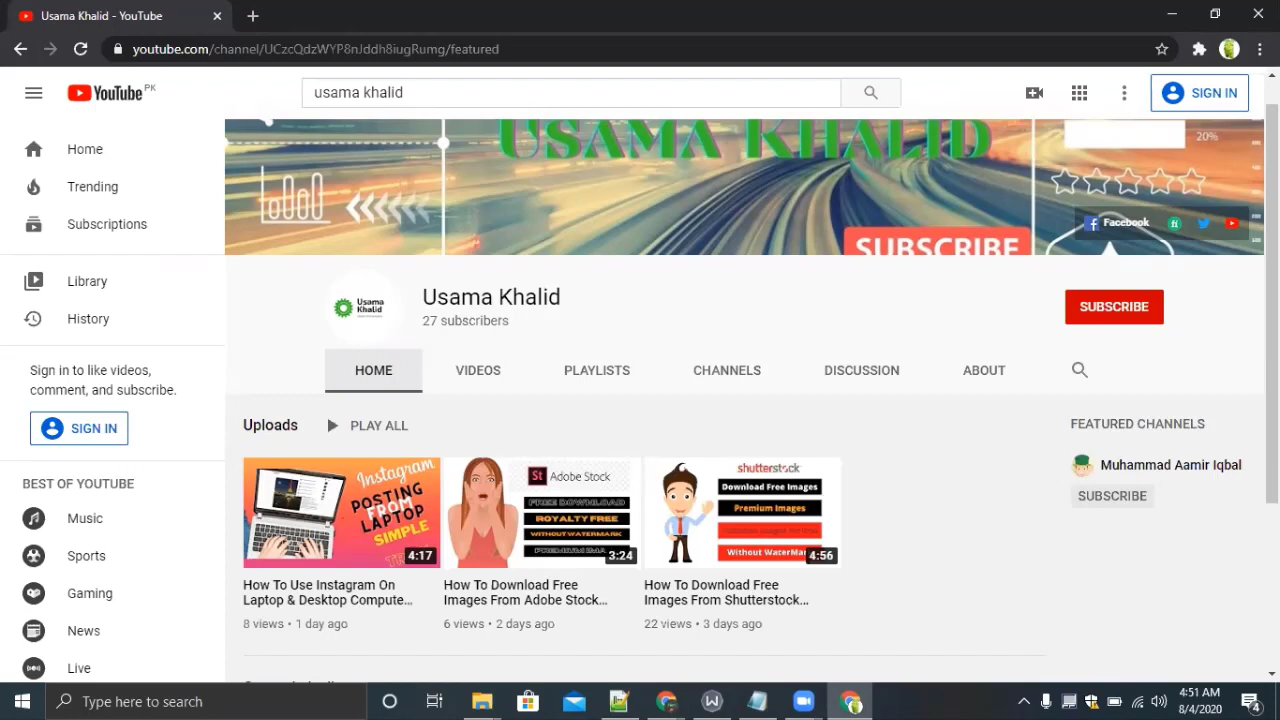 Usama Khalid - YouTube
youtube.com/channel/UCzcQdzWYP8nJddh8iugRumg/featured
YouTube PK
usama khalid
SIGN IN
Home
Trending
Subscriptions
Library
History
Sign in to like videos,
comment, and subscribe.
SIGN IN
BEST OF YOUTUBE
Music
Sports
Gaming
News
Live
USAMA KHALID
20%
Facebook
SUBSCRIBE
Usama
Khalid
Usama Khalid
27 subscribers
SUBSCRIBE
HOME VIDEOS PLAYLISTS CHANNELS DISCUSSION ABOUT
Uploads PLAY ALL
Instagram
POSTING
FROM
LAPTOP
SIMPLE
4:17
How To Use Instagram On
Laptop & Desktop Compute...
8 views • 1 day ago
St Adobe Stock
FREE DOWNLOAD
ROYALTY FREE
WITHOUT WATERMARK
3:24
How To Download Free
Images From Adobe Stock...
6 views • 2 days ago
shutterstock
Download Free Images
Premium Images
Without WaterMar
4:56
How To Download Free
Images From Shutterstock...
22 views • 3 days ago
FEATURED CHANNELS
Muhammad Aamir Iqbal
SUBSCRIBE
Type here to search
4:51 AM
8/4/2020
4